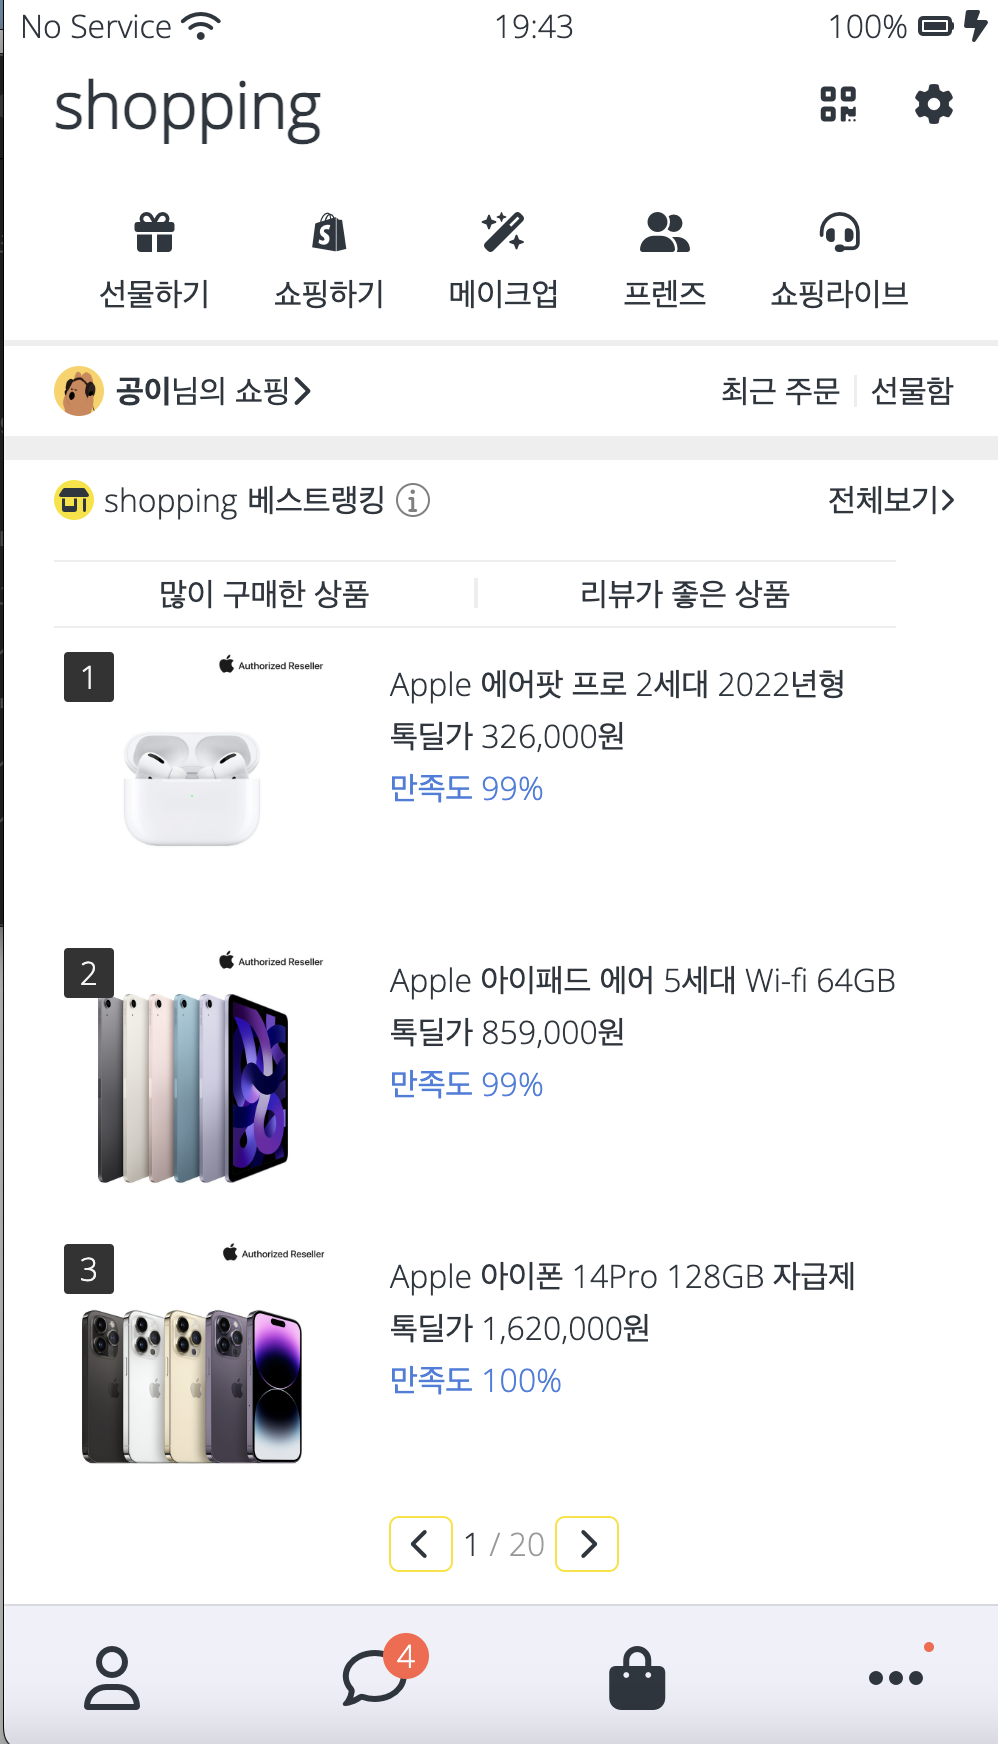 No Service 19:43 100%
shopping
선물하기 쇼핑하기 메이크업 프렌즈 쇼핑라이브
공이님의 쇼핑 최근 주문 선물함
shopping 베스트랭킹 전체보기
많이 구매한 상품 리뷰가 좋은 상품
1
Authorized Reseller
Apple 에어팟 프로 2세대 2022년형
톡딜가 326,000원
만족도 99%
2
Authorized Reseller
Apple 아이패드 에어 5세대 Wi-fi 64GB
톡딜가 859,000원
만족도 99%
3
Authorized Reseller
Apple 아이폰 14Pro 128GB 자급제
톡딜가 1,620,000원
만족도 100%
1 / 20
4